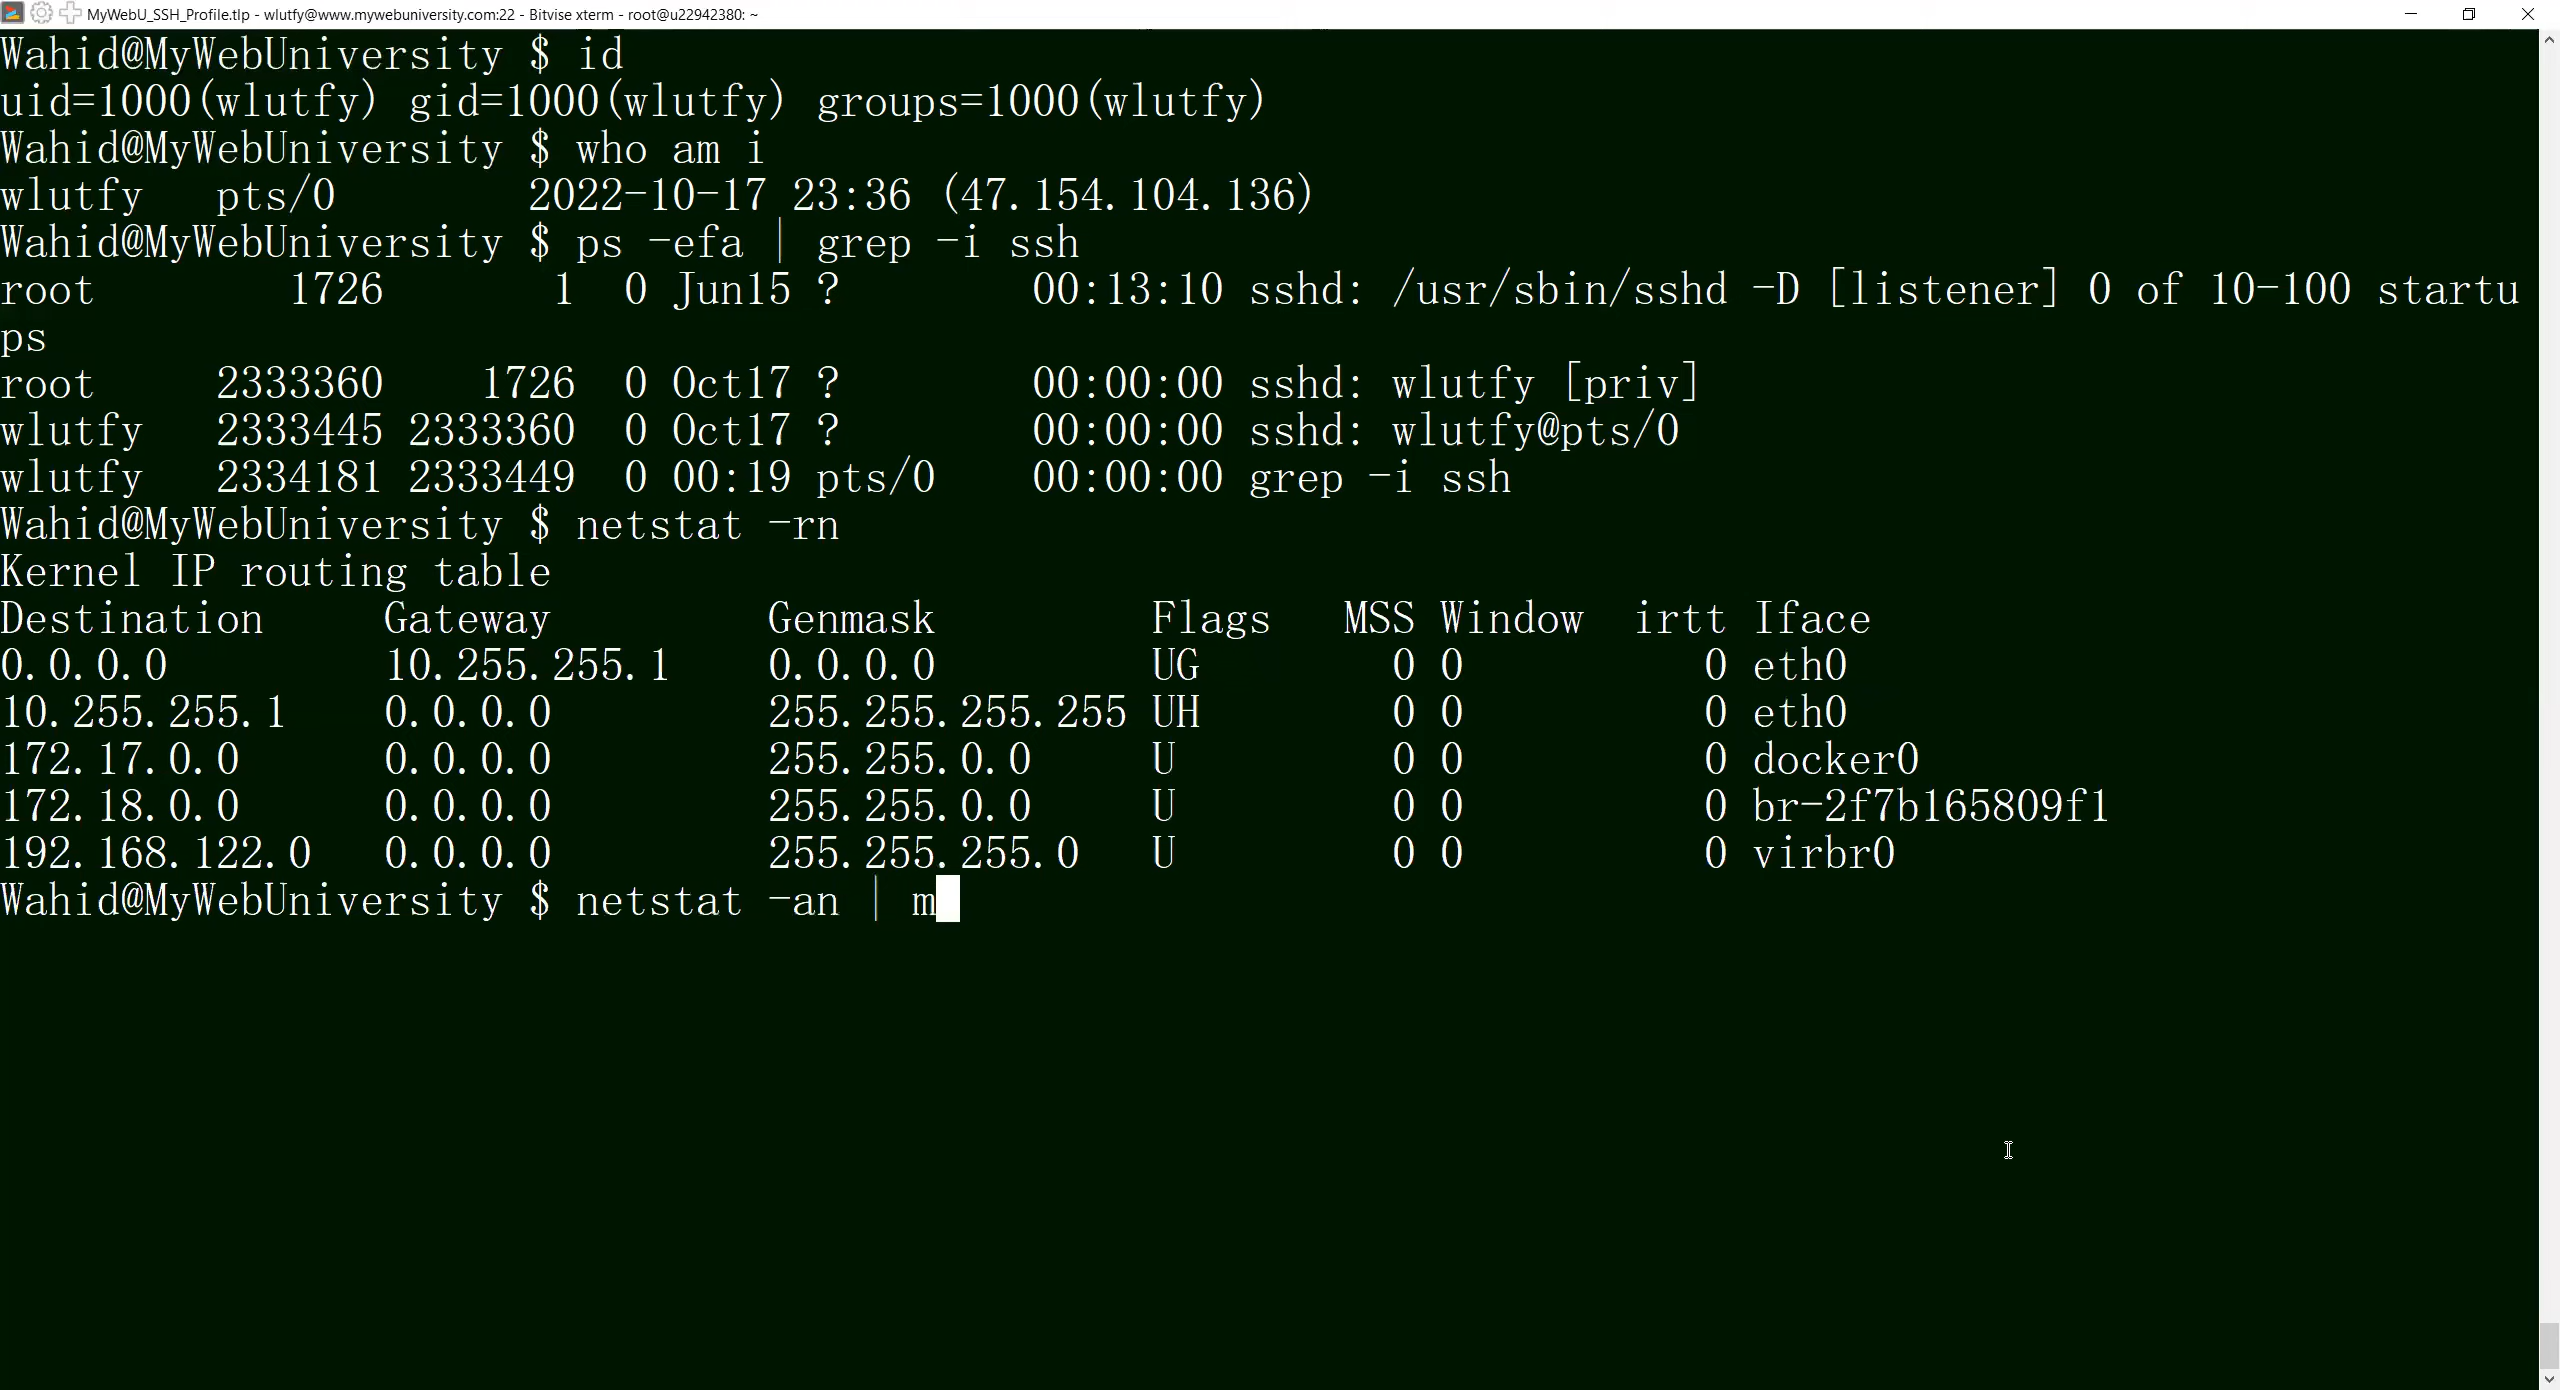 MyWebU_SSH_Profile.tlp - wlutfy@www.mywebuniversity.com:22 - Bitvise xterm - root@u22942380: ~
Wahid@MyWebUniversity $ id
uid=1000(wlutfy) gid=1000(wlutfy) groups=1000(wlutfy)
Wahid@MyWebUniversity $ who am i
wlutfy   pts/0        2022-10-17 23:36 (47.154.104.136)
Wahid@MyWebUniversity $ ps -efa | grep -i ssh
root        1726       1  0 Jun15 ?        00:13:10 sshd: /usr/sbin/sshd -D [listener] 0 of 10-100 startu
ps
root     2333360    1726  0 Oct17 ?        00:00:00 sshd: wlutfy [priv]
wlutfy   2333445 2333360  0 Oct17 ?        00:00:00 sshd: wlutfy@pts/0
wlutfy   2334181 2333449  0 00:19 pts/0    00:00:00 grep -i ssh
Wahid@MyWebUniversity $ netstat -rn
Kernel IP routing table
Destination     Gateway         Genmask         Flags   MSS Window  irtt Iface
0.0.0.0         10.255.255.1    0.0.0.0         UG        0 0          0 eth0
10.255.255.1    0.0.0.0         255.255.255.255 UH        0 0          0 eth0
172.17.0.0      0.0.0.0         255.255.0.0     U         0 0          0 docker0
172.18.0.0      0.0.0.0         255.255.0.0     U         0 0          0 br-2f7b165809f1
192.168.122.0   0.0.0.0         255.255.255.0   U         0 0          0 virbr0
Wahid@MyWebUniversity $ netstat -an | m